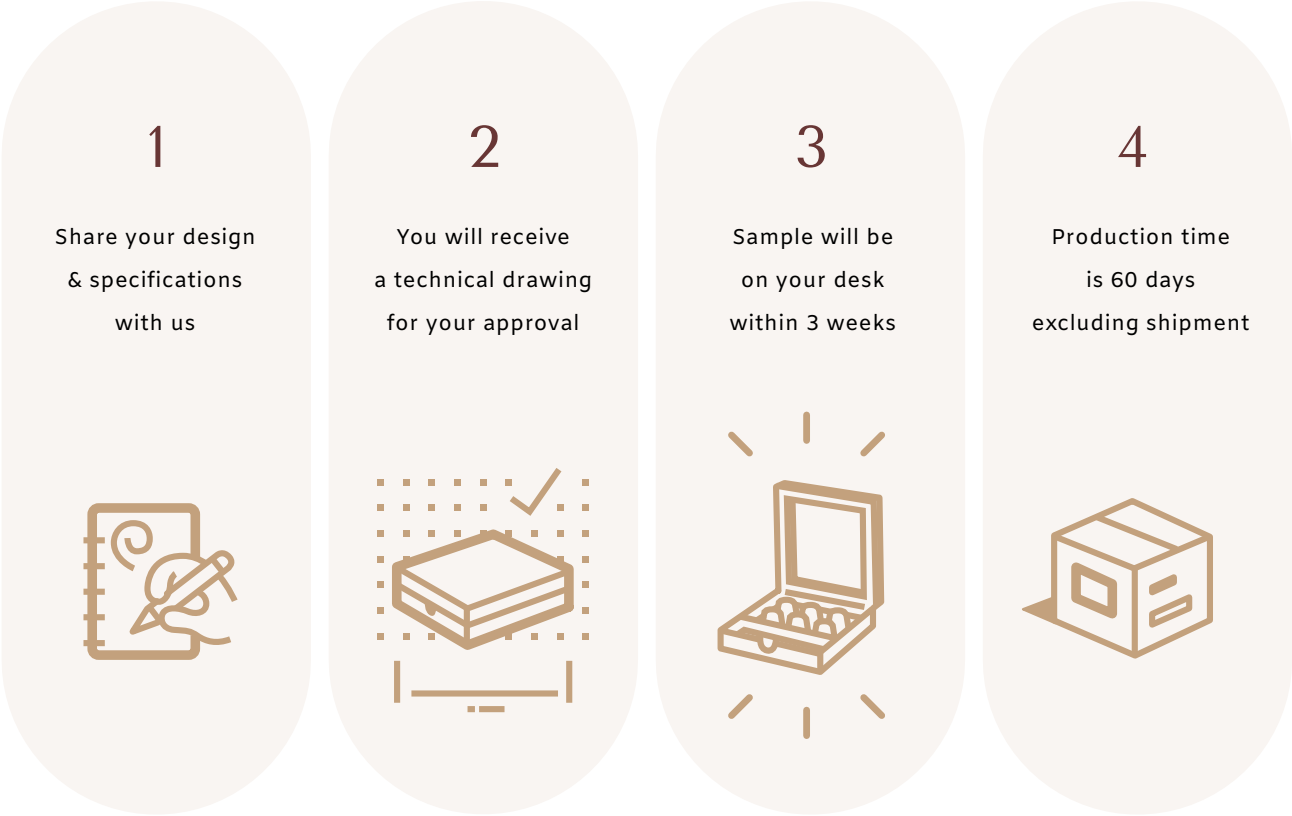 1
Share your design
& specifications
with us
2
You will receive
a technical drawing
for your approval
3
Sample will be
on your desk
within 3 weeks
4
Production time
is 60 days
excluding shipment